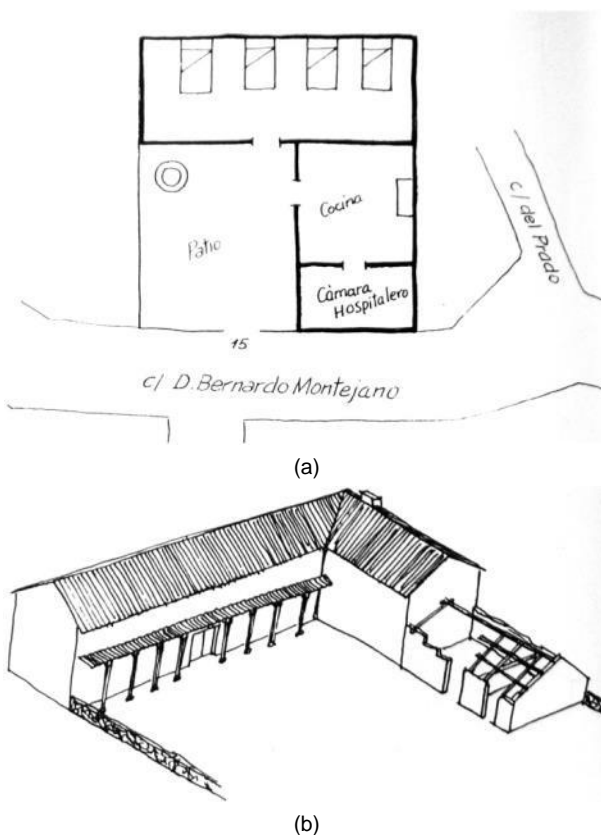 Cocina
Patio
Càmara
Hospitalero
c/ del Prado
15
c/ D. Bernardo Montejano
(a)
(b)